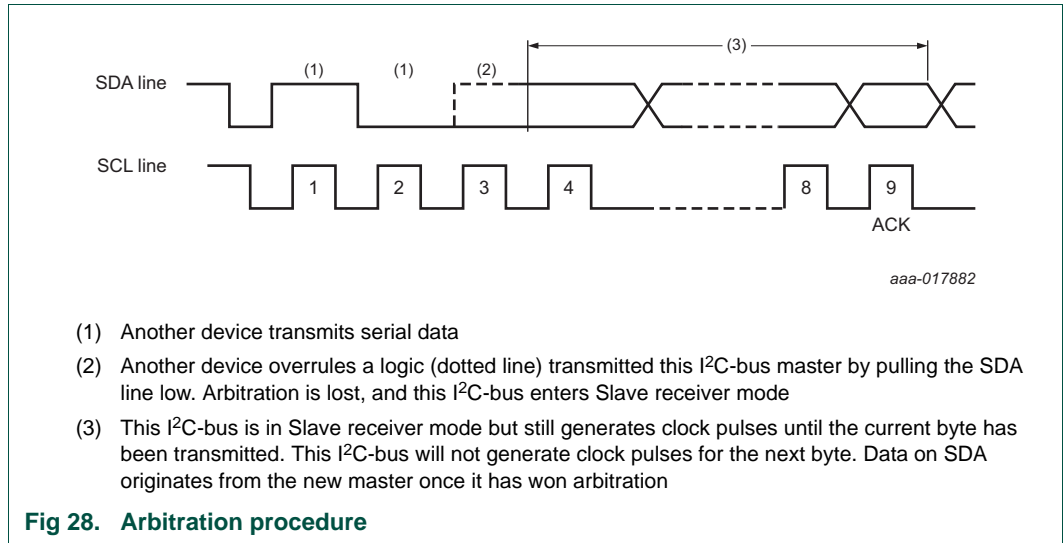 (3)
(1) (1) (2)
SDA line
SCL line
1 2 3 4 8 9
ACK
aaa-017882
(1) Another device transmits serial data
(2) Another device overrules a logic (dotted line) transmitted this I2C-bus master by pulling the SDA
line low. Arbitration is lost, and this I2C-bus enters Slave receiver mode
(3) This I2C-bus is in Slave receiver mode but still generates clock pulses until the current byte has
been transmitted. This I2C-bus will not generate clock pulses for the next byte. Data on SDA
originates from the new master once it has won arbitration
Fig 28. Arbitration procedure